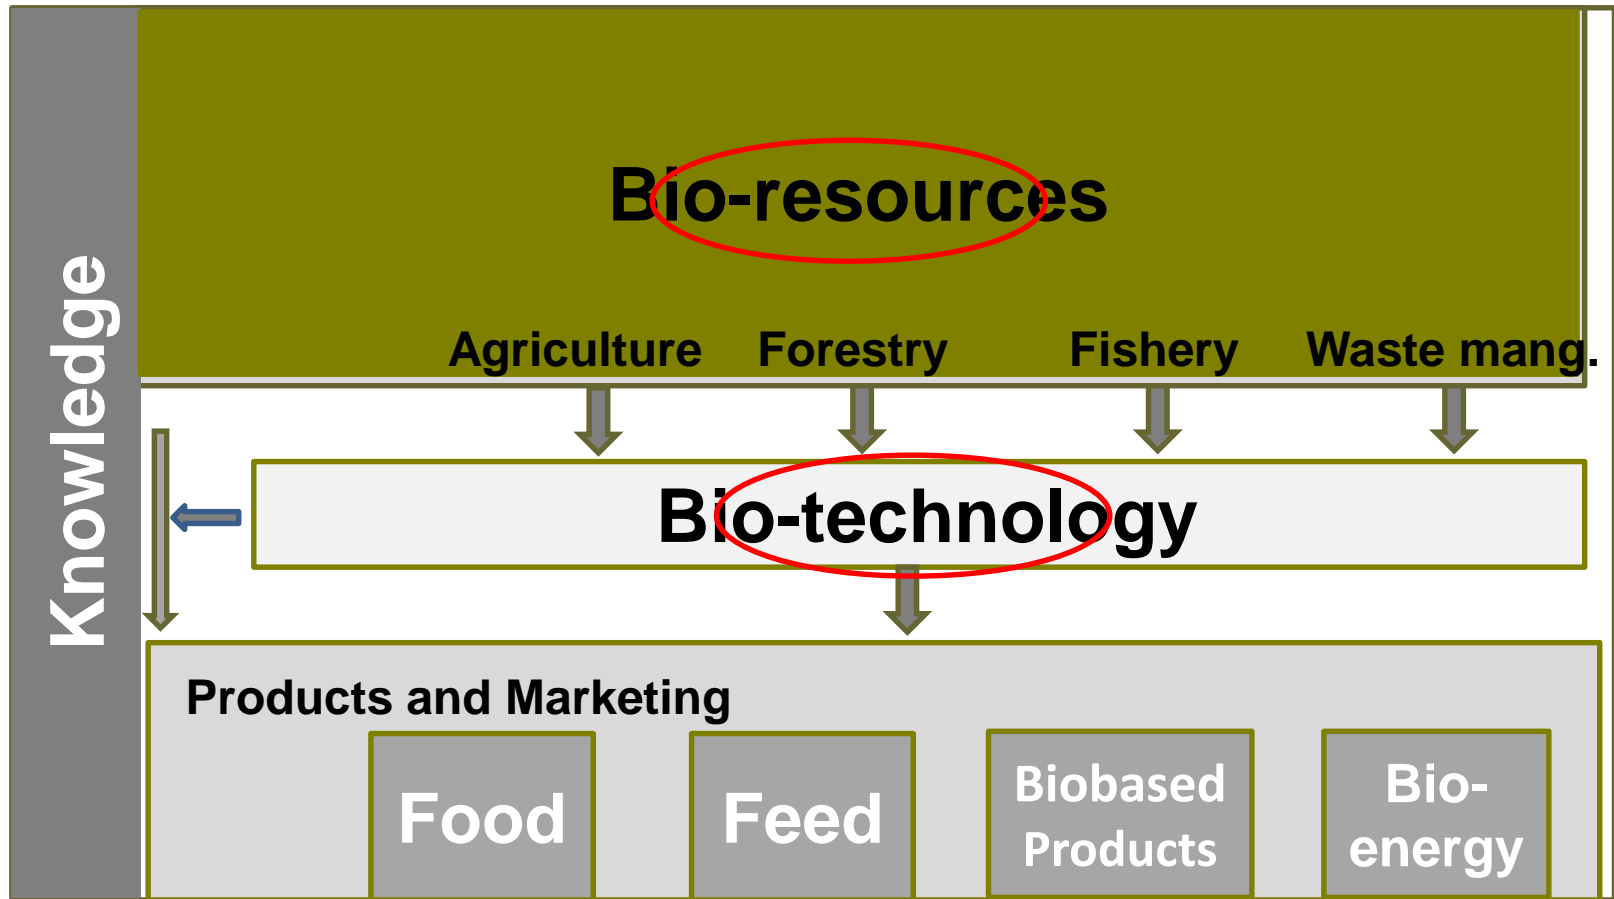 Knowledge
Bio-resources
Agriculture Forestry Fishery Waste mang.
Bio-technology
Products and Marketing
Food
Feed
Biobased
Products
Bio-
energy